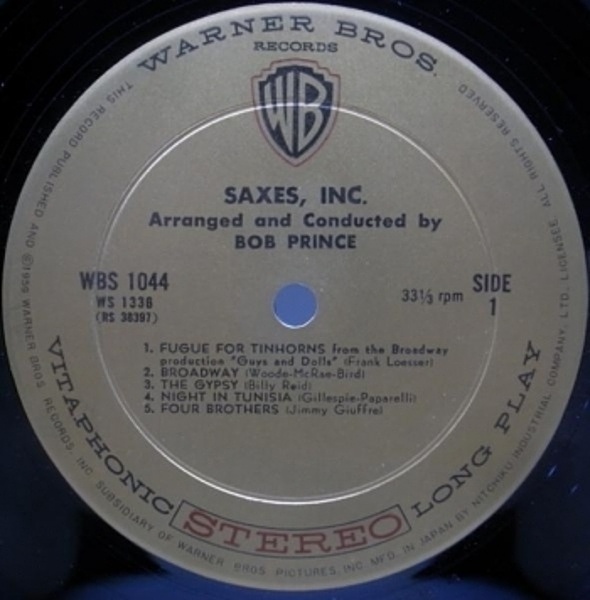 WARNER BROS.
RECORDS
WB
SAXES, INC.
Arranged and Conducted by
BOB PRINCE
WBS 1044
WS 1336
(RS 38397)
33⅓ rpm
SIDE
1
1. FUGUE FOR TINHORNS from the Broadway
production "Guys and Dolls" (Frank Loesser)
2. BROADWAY (Woode-McRae-Bird)
3. THE GYPSY (Billy Reid)
4. NIGHT IN TUNISIA (Gillespie-Paparelli)
5. FOUR BROTHERS (Jimmy Giuffre)
VITAPHONIC STEREO LONG PLAY
THIS RECORD PUBLISHED AND ©1959 WARNER BROS. RECORDS, INC. SUBSIDIARY OF WARNER BROS. PICTURES, INC. MFD. IN JAPAN BY NITCHIKU INDUSTRIAL COMPANY, LTD., LICENSEE. ALL RIGHTS RESERVED